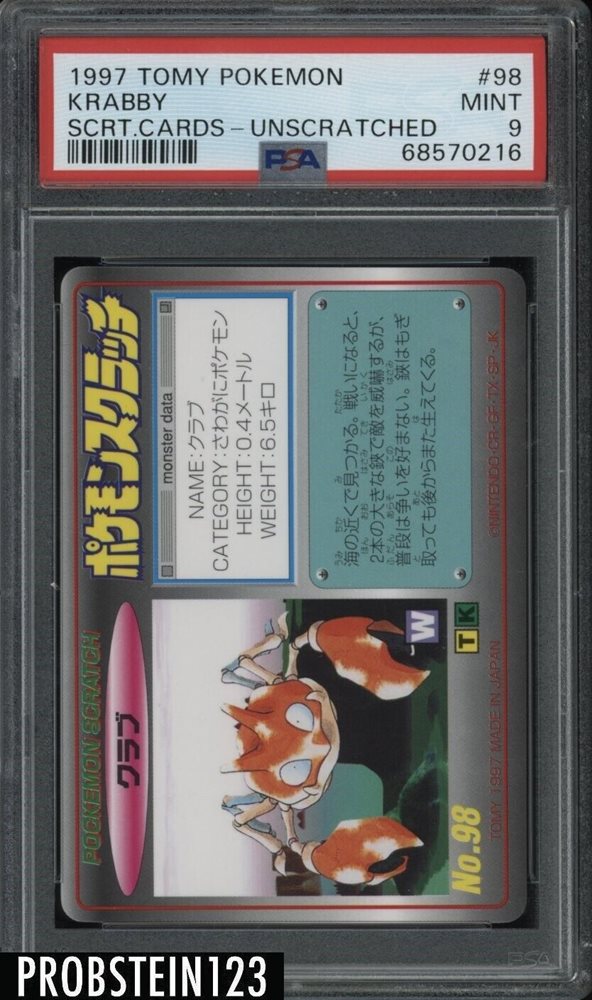 1997 TOMY POKEMON #98
KRABBY MINT
SCRT.CARDS - UNSCRATCHED 9
PSA 68570216
POCKEMON SCRATCH
ポケモンスクラッチ
クラブ
monster data
NAME:クラブ
CATEGORY:さわがにポケモン
HEIGHT:0.4メートル
WEIGHT:6.5キロ
海の近くで見つかる。戦いになると、
2本の大きな鋏で敵を威嚇するが、
普段は争いを好まない。鋏はもぎ
取っても後からまた生えてくる。
W
T K
No.98
TOMY 1997 MADE IN JAPAN
©NINTENDO·CR·GF·TX·SP·JK
PSA
PROBSTEIN123